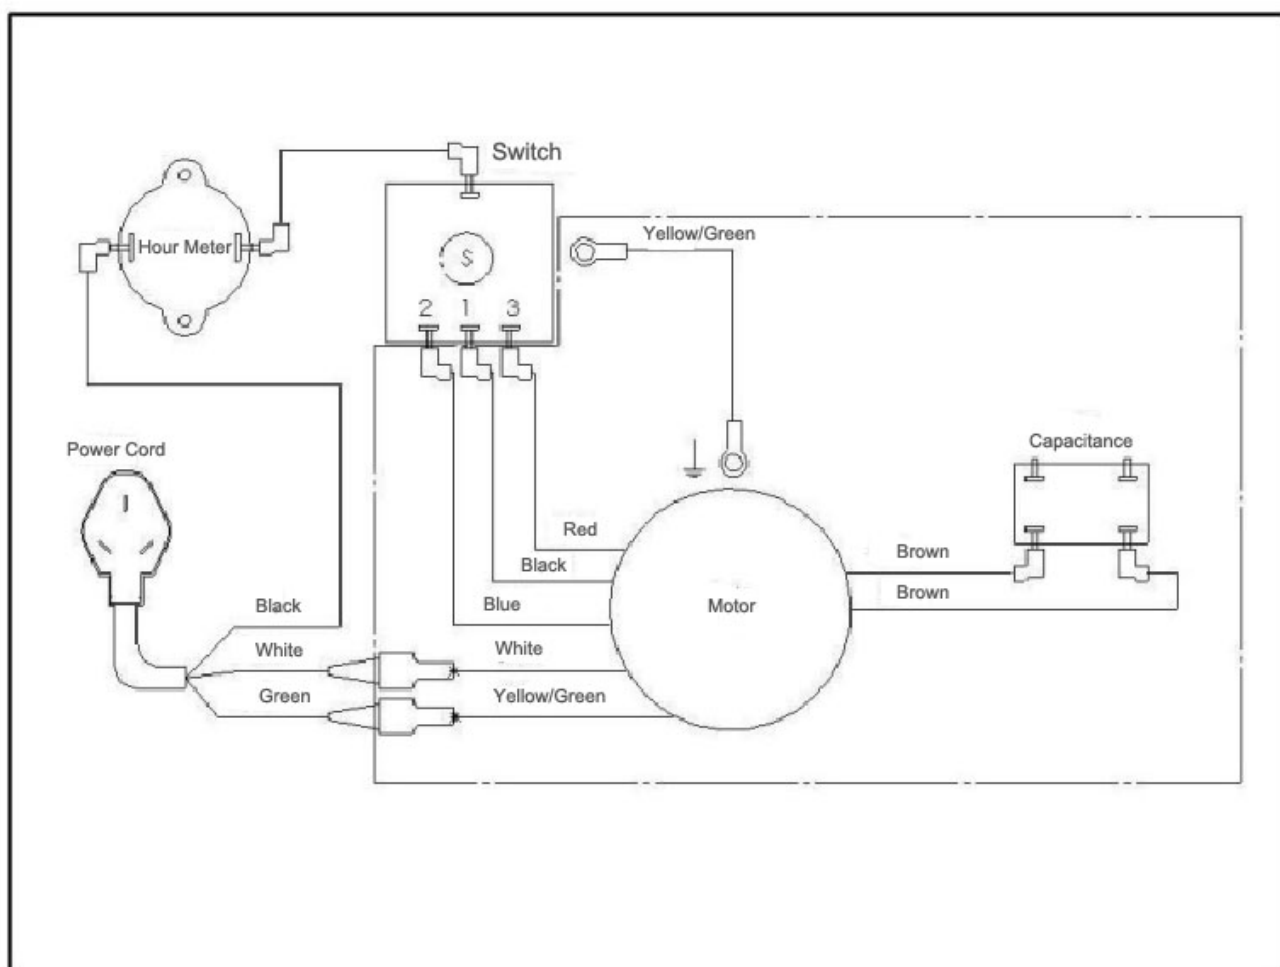 Switch
Hour Meter
Yellow/Green
S
2 1 3
Power Cord
Capacitance
Red
Brown
Black
Brown
Black
Blue
Motor
White
White
Green
Yellow/Green